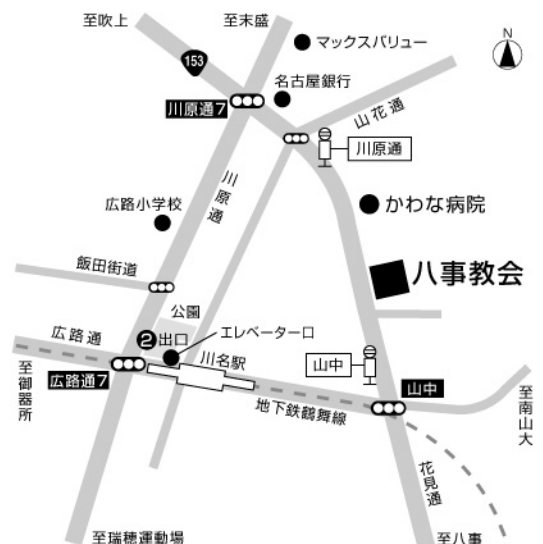 至吹上
至末盛
マックスバリュー
N
153
名古屋銀行
川原通7
山花通
川原通
川原通
広路小学校
かわな病院
八事教会
飯田街道
公園
広路通
2出口
エレベーター口
川名駅
山中
山中
広路通7
至御器所
地下鉄鶴舞線
至南山大
花見通
至瑞穂運動場
至八事